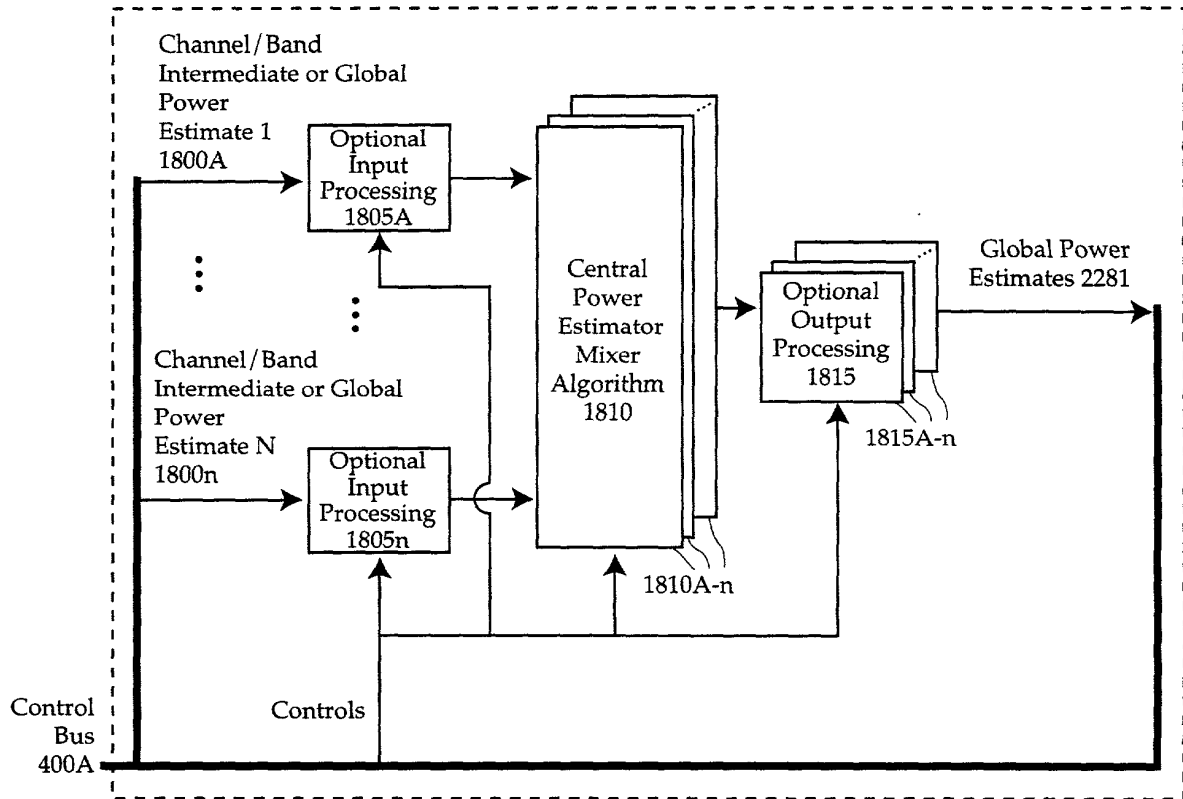 Channel/Band
Intermediate or Global
Power
Estimate 1
1800A
Optional
Input
Processing
1805A
Channel/Band
Intermediate or Global
Power
Estimate N
1800n
Optional
Input
Processing
1805n
Central
Power
Estimator
Mixer
Algorithm
1810
1810A-n
Optional
Output
Processing
1815
1815A-n
Global Power
Estimates 2281
Controls
Control
Bus
400A